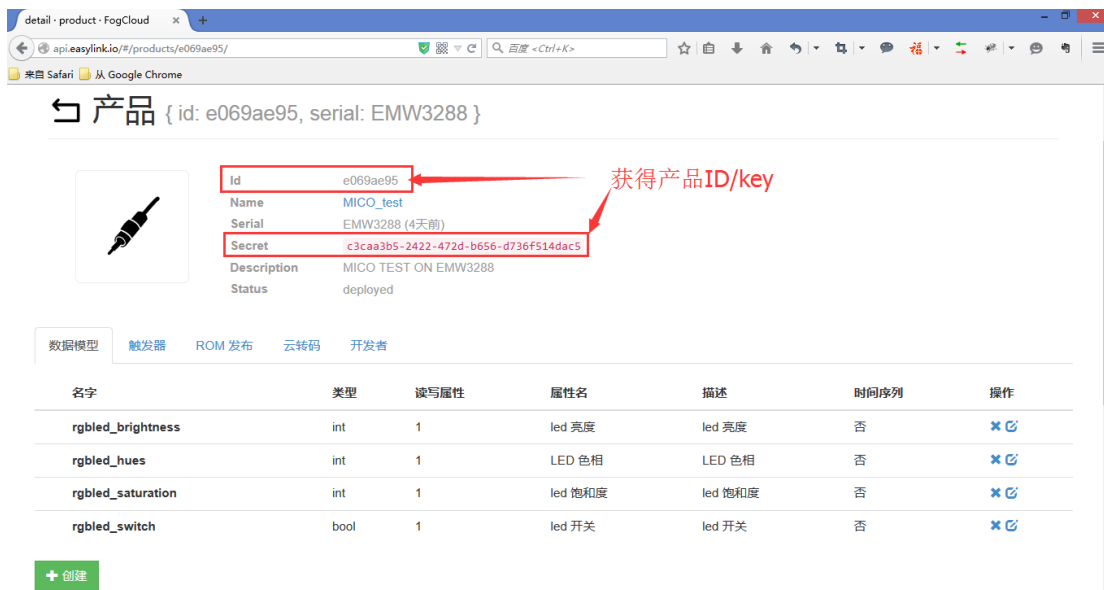 detail · product · FogCloud × +
api.easylink.io/#/products/e069ae95/ 百度 <Ctrl+K>
来自 Safari 从 Google Chrome
产品 { id: e069ae95, serial: EMW3288 }
Id e069ae95
获得产品ID/key
Name MICO_test
Serial EMW3288 (4天前)
Secret c3caa3b5-2422-472d-b656-d736f514dac5
Description MICO TEST ON EMW3288
Status deployed
数据模型 触发器 ROM 发布 云转码 开发者
名字 类型 读写属性 属性名 描述 时间序列 操作
rgbled_brightness int 1 led 亮度 led 亮度 否
rgbled_hues int 1 LED 色相 LED 色相 否
rgbled_saturation int 1 led 饱和度 led 饱和度 否
rgbled_switch bool 1 led 开关 led 开关 否
+ 创建